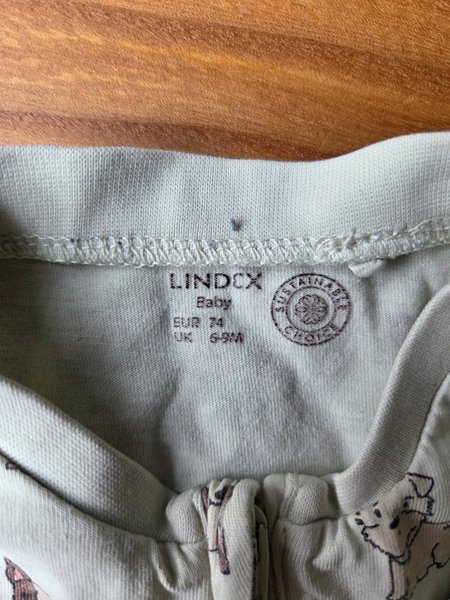 LINDEX
Baby
EUR 74
UK 6-9M
SUSTAINABLE
CHOICE